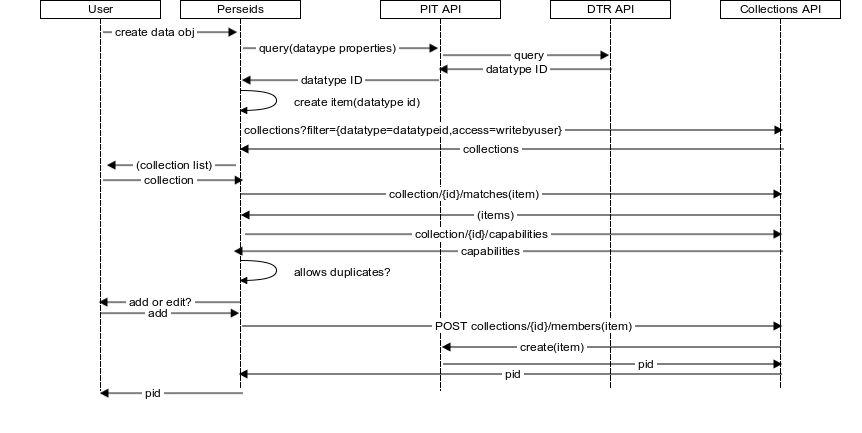 User
Perseids
PIT API
DTR API
Collections API
create data obj
query(dataype properties)
query
datatype ID
datatype ID
create item(datatype id)
collections?filter={datatype=datatypeid,access=writebyuser}
collections
(collection list)
collection
collection/{id}/matches(item)
(items)
collection/{id}/capabilities
capabilities
allows duplicates?
add or edit?
add
POST collections/{id}/members(item)
create(item)
pid
pid
pid